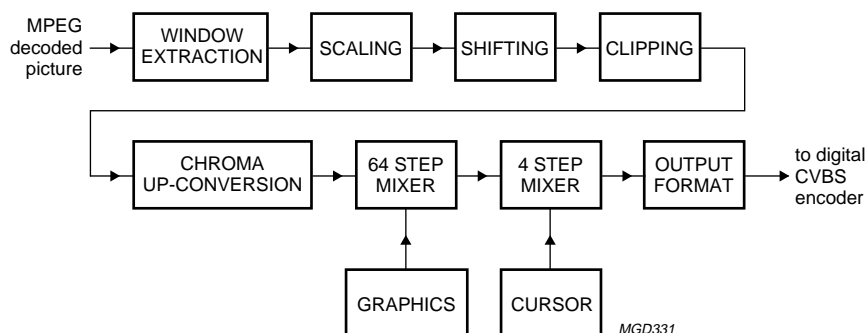 MPEG
decoded
picture
WINDOW
EXTRACTION
SCALING
SHIFTING
CLIPPING
CHROMA
UP-CONVERSION
64 STEP
MIXER
4 STEP
MIXER
OUTPUT
FORMAT
to digital
CVBS
encoder
GRAPHICS
CURSOR
MGD331